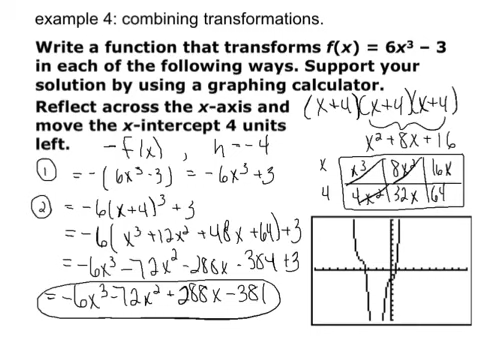 example 4: combining transformations.
Write a function that transforms f(x) = 6x³ – 3
in each of the following ways. Support your
solution by using a graphing calculator.
Reflect across the x-axis and
move the x-intercept 4 units
left.
-f(x) , h = -4
(x+4)(x+4)(x+4)
x²+8x+16
x x³ 8x² 16x
4 4x² 32x 64
① = -(6x³-3) = -6x³+3
② = -6(x+4)³+3
= -6(x³+12x²+48x+64)+3
= -6x³-72x²-288x-384+3
= -6x³-72x²+288x-381